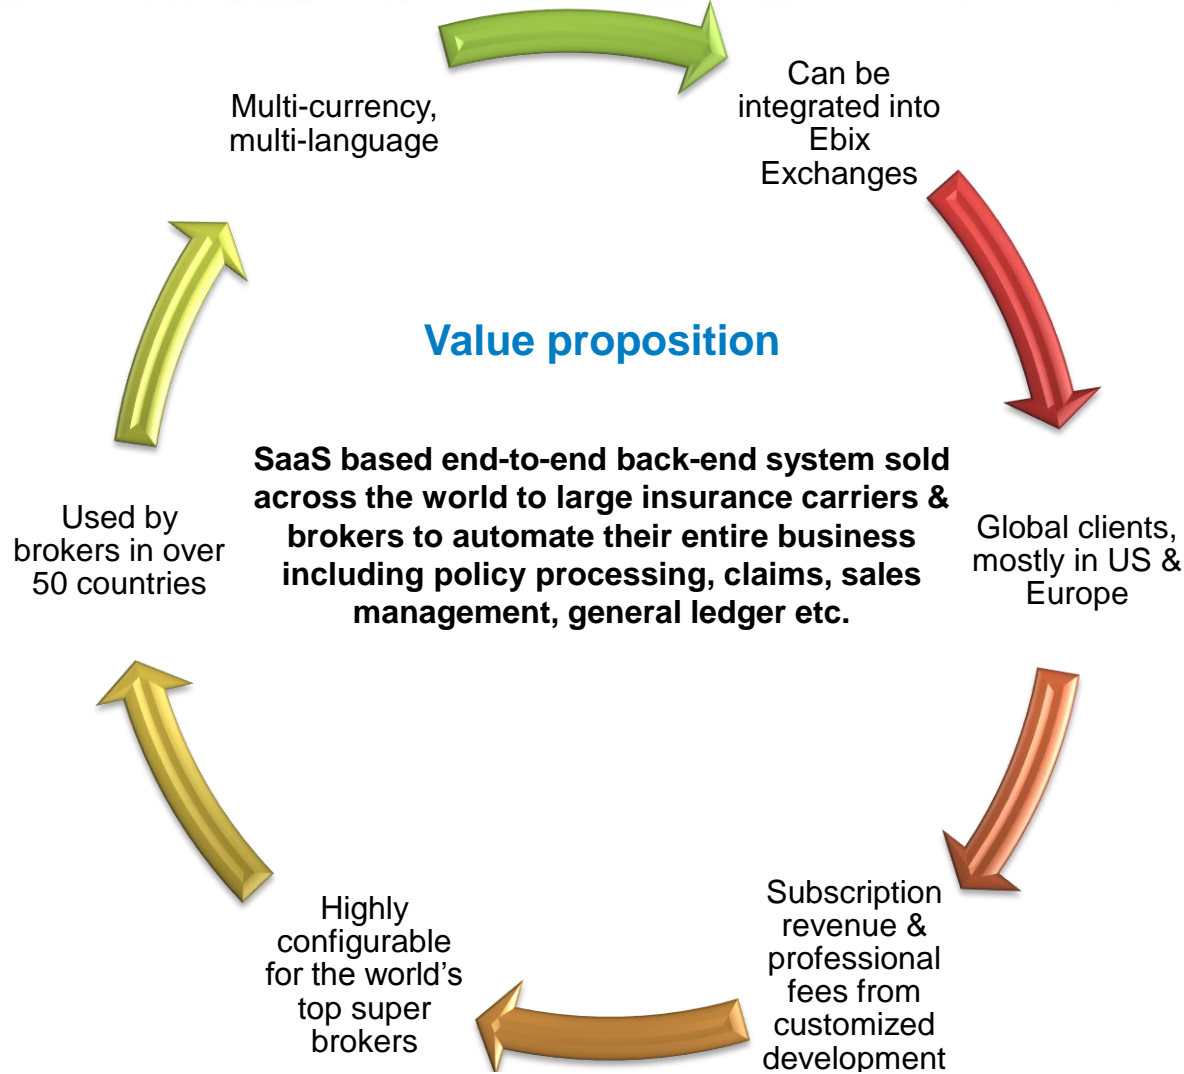 Multi-currency,
multi-language
Can be
integrated into
Ebix
Exchanges
Value proposition
SaaS based end-to-end back-end system sold
across the world to large insurance carriers &
brokers to automate their entire business
including policy processing, claims, sales
management, general ledger etc.
Used by
brokers in over
50 countries
Global clients,
mostly in US &
Europe
Highly
configurable
for the world’s
top super
brokers
Subscription
revenue &
professional
fees from
customized
development